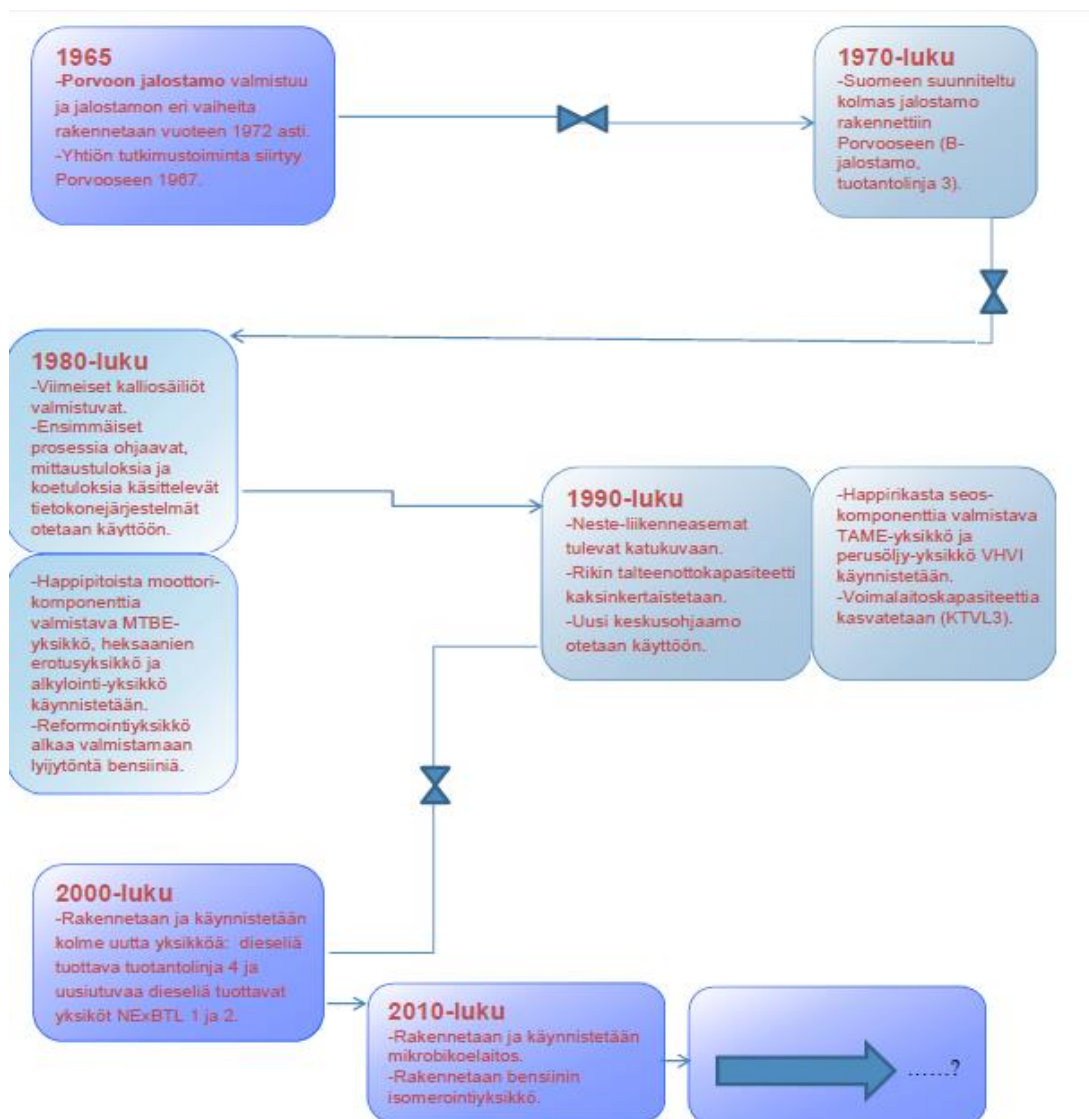 1965
-Porvoon jalostamo valmistuu
ja jalostamon eri vaiheita
rakennetaan vuoteen 1972 asti.
-Yhtiön tutkimustoiminta siirtyy
Porvooseen 1967.
1970-luku
-Suomeen suunniteltu
kolmas jalostamo
rakennettiin
Porvooseen (B-
jalostamo,
tuotantolinja 3).
1980-luku
-Viimeiset kalliosäiliöt
valmistuvat.
-Ensimmäiset
prosessia ohjaavat,
mittaustuloksia ja
koetuloksia käsittelevät
tietokonejärjestelmät
otetaan käyttöön.
-Happipitoista moottori-
komponenttia
valmistava MTBE-
yksikkö, heksaanien
erotusyksikkö ja
alkylointi-yksikkö
käynnistetään.
-Reformointiyksikkö
alkaa valmistamaan
lyijytöntä bensiiniä.
1990-luku
-Neste-liikenneasemat
tulevat katukuvaan.
-Rikin talteenottokapasiteetti
kaksinkertaistetaan.
-Uusi keskusohjaamo
otetaan käyttöön.
-Happirikasta seos-
komponenttia valmistava
TAME-yksikkö ja
perusöljy-yksikkö VHVI
käynnistetään.
-Voimalaitoskapasiteettia
kasvatetaan (KTVL3).
2000-luku
-Rakennetaan ja käynnistetään
kolme uutta yksikköä:  dieseliä
tuottava tuotantolinja 4 ja
uusiutuvaa dieseliä tuottavat
yksiköt NExBTL 1 ja 2.
2010-luku
-Rakennetaan ja käynnistetään
mikrobikoelaitos.
-Rakennetaan bensiinin
isomerointiyksikkö.
……?